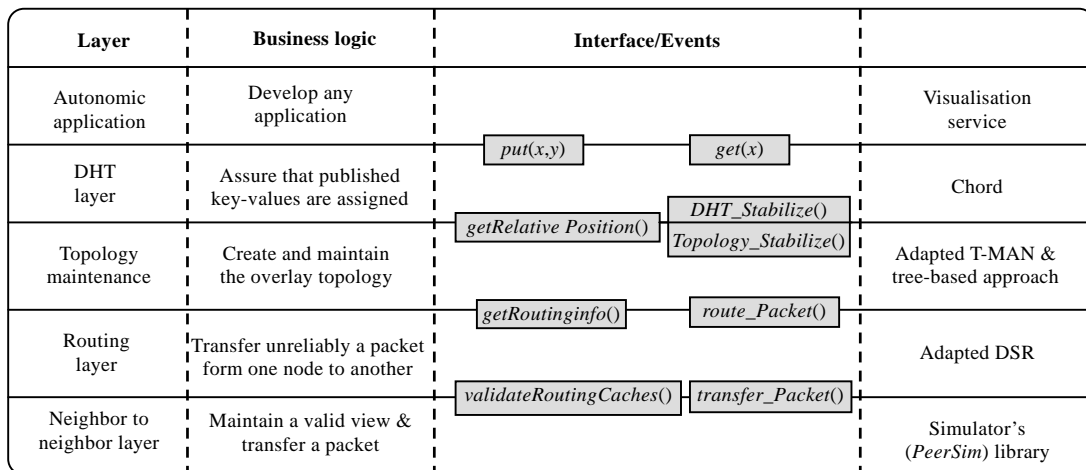 Layer
Business logic
Interface/Events
Autonomic
application
Develop any
application
Visualisation
service
put(x,y)
get(x)
DHT
layer
Assure that published
key-values are assigned
Chord
getRelative Position()
DHT_Stabilize()
Topology_Stabilize()
Topology
maintenance
Create and maintain
the overlay topology
Adapted T-MAN &
tree-based approach
getRoutinginfo()
route_Packet()
Routing
layer
Transfer unreliably a packet
form one node to another
Adapted DSR
validateRoutingCaches()
transfer_Packet()
Neighbor to
neighbor layer
Maintain a valid view &
transfer a packet
Simulator's
(PeerSim) library